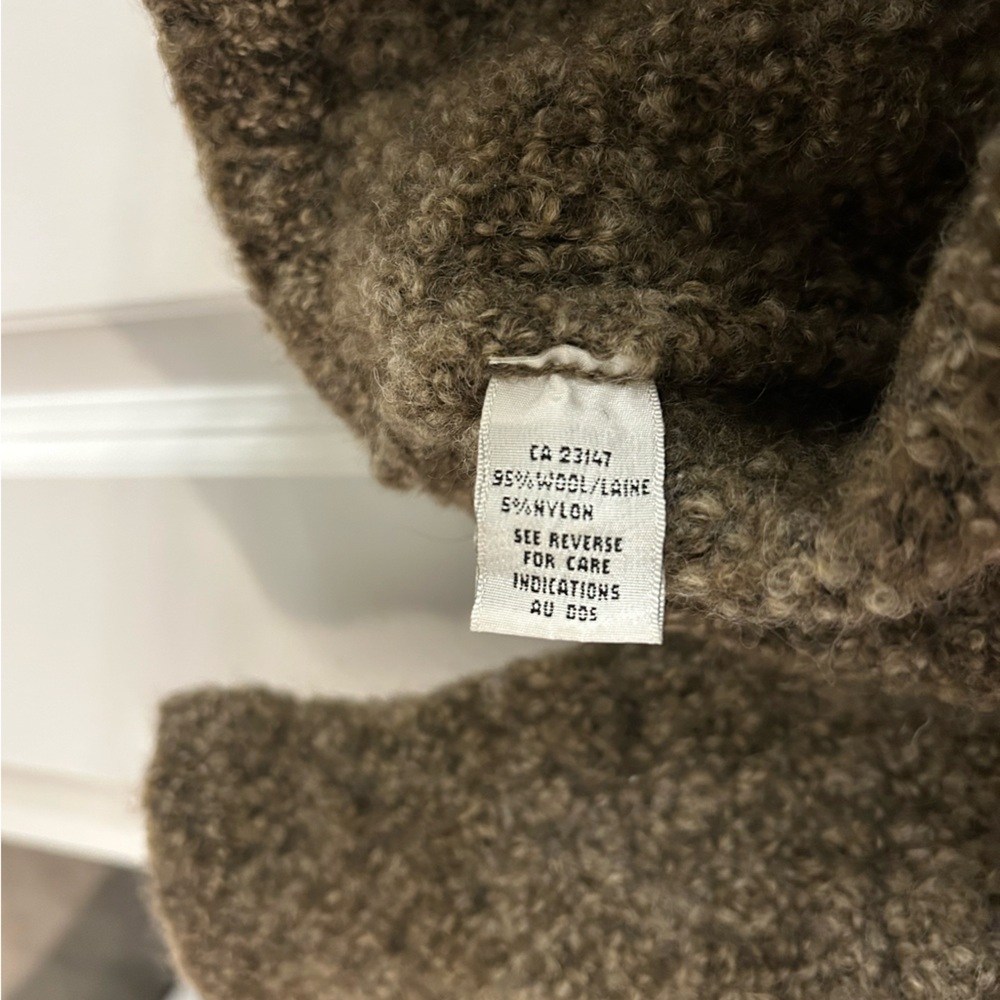 CA 23147
95% WOOL/LAINE
5% NYLON
SEE REVERSE
FOR CARE
INDICATIONS
AU DOS